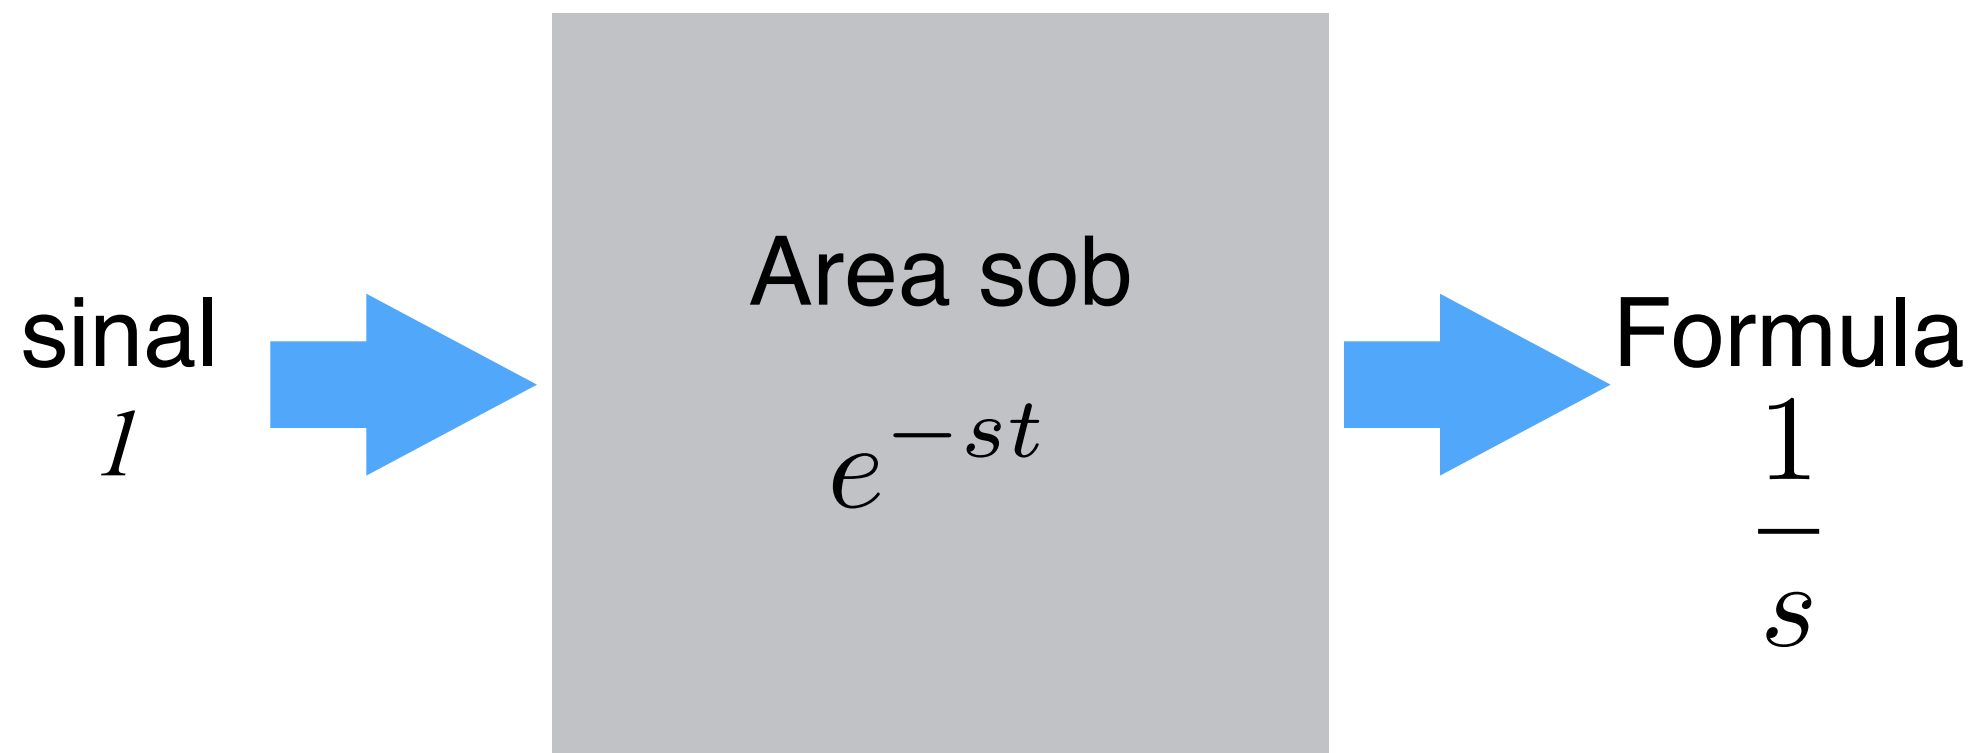 sinal
1
Area sob
e^{-st}
Formula
1
s